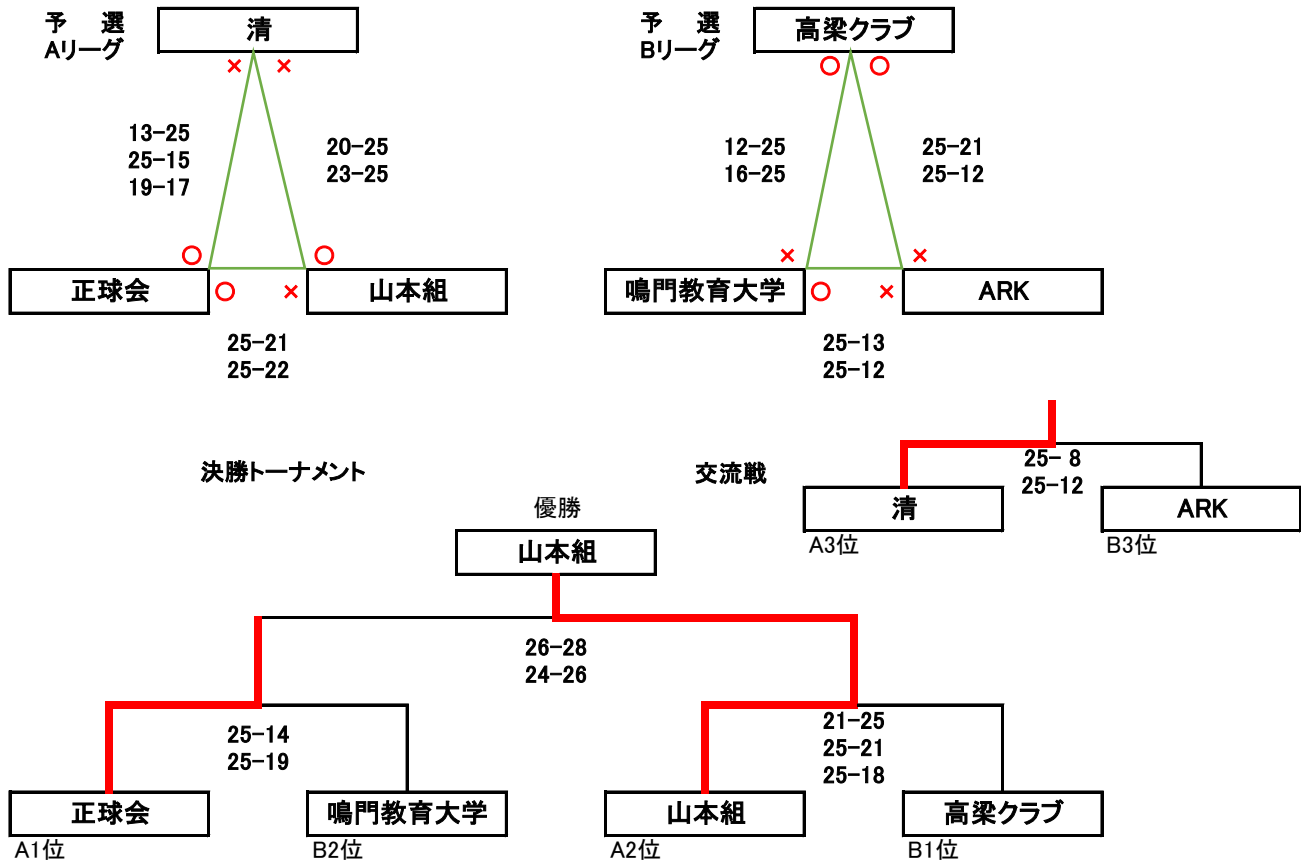 予　選
Aリーグ
清
× ×
13-25
25-15
19-17
20-25
23-25
○ ○
正球会
○ ×
山本組
25-21
25-22
予　選
Bリーグ
高梁クラブ
○ ○
12-25
16-25
25-21
25-12
× ×
鳴門教育大学
○ ×
ARK
25-13
25-12
決勝トーナメント
交流戦
25- 8
25-12
清
ARK
A3位
B3位
優勝
山本組
26-28
24-26
25-14
25-19
21-25
25-21
25-18
正球会
鳴門教育大学
山本組
高梁クラブ
A1位
B2位
A2位
B1位